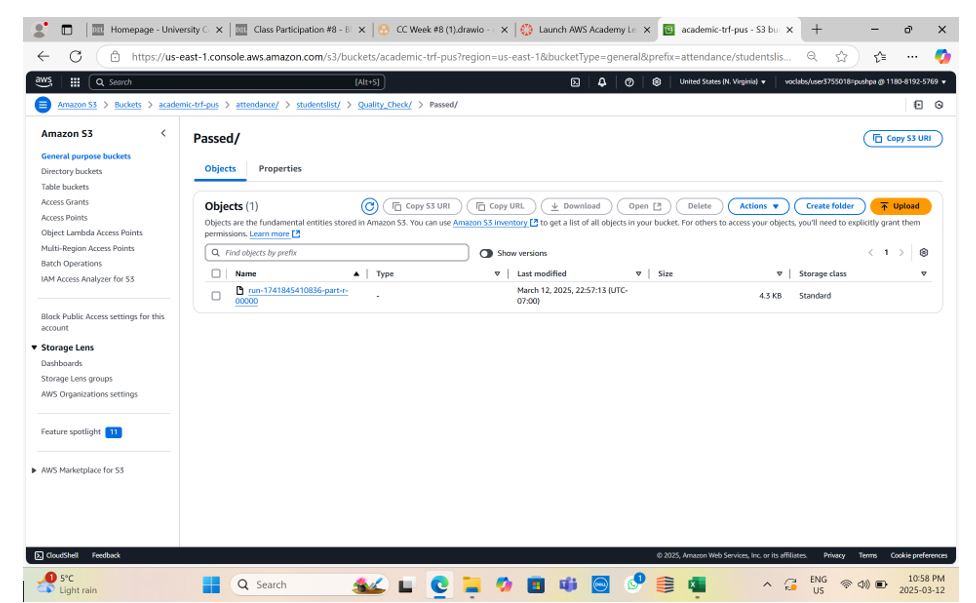 Homepage - Univer
Class Participation #8 - B
CC Week #8 (1).drawio -
Launch AWS Academy Le
academic-trf-pus - S3 bu
https://us-east-1.console.aws.amazon.com/s3/buckets/academic-trf-pus?region=us-east-1&bucketType=general&prefix=attendance/studentslis...
aws
Search
[Alt+S]
United States (N. Virginia)
voclabs/user3755018=pushpa @ 1180-8192-5769
Amazon S3 > Buckets > academic-trf-pus > attendance/ > studentslist/ > Quality_Check/ > Passed/
Amazon S3
General purpose buckets
Directory buckets
Table buckets
Access Grants
Access Points
Object Lambda Access Points
Multi-Region Access Points
Batch Operations
IAM Access Analyzer for S3
Block Public Access settings for this
account
Storage Lens
Dashboards
Storage Lens groups
AWS Organizations settings
Feature spotlight 11
AWS Marketplace for S3
Passed/
Copy S3 URI
Objects Properties
Objects (1)
Copy S3 URI Copy URL Download Open Delete Actions Create folder Upload
Objects are the fundamental entities stored in Amazon S3. You can use Amazon S3 inventory to get a list of all objects in your bucket. For others to access your objects, you'll need to explicitly grant them
permissions. Learn more
Find objects by prefix
Show versions
1
Name Type Last modified Size Storage class
run-1741845410836-part-r-
00000
-
March 12, 2025, 22:57:13 (UTC-
07:00)
4.3 KB
Standard
CloudShell Feedback
© 2025, Amazon Web Services, Inc. or its affiliates. Privacy Terms Cookie preferences
1
5°C
Light rain
Search
1
ENG
US
10:58 PM
2025-03-12